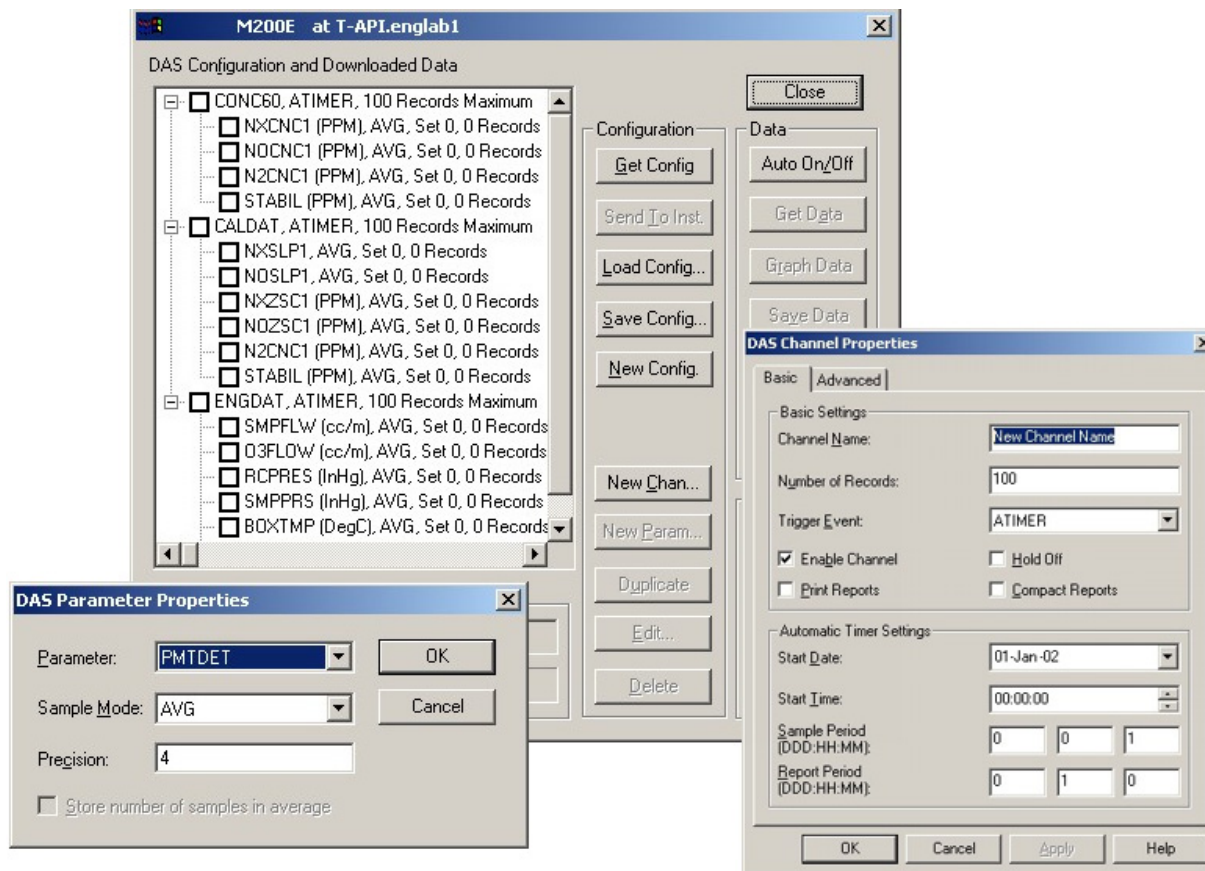 M200E at T-API.englab1
DAS Configuration and Downloaded Data
CONC60, ATIMER, 100 Records Maximum
NXCNC1 (PPM), AVG, Set 0, 0 Records
NOCNC1 (PPM), AVG, Set 0, 0 Records
N2CNC1 (PPM), AVG, Set 0, 0 Records
STABIL (PPM), AVG, Set 0, 0 Records
CALDAT, ATIMER, 100 Records Maximum
NXSLP1, AVG, Set 0, 0 Records
NOSLP1, AVG, Set 0, 0 Records
NXZSC1 (PPM), AVG, Set 0, 0 Records
NOZSC1 (PPM), AVG, Set 0, 0 Records
N2CNC1 (PPM), AVG, Set 0, 0 Records
STABIL (PPM), AVG, Set 0, 0 Records
ENGDAT, ATIMER, 100 Records Maximum
SMPFLW (cc/m), AVG, Set 0, 0 Records
O3FLOW (cc/m), AVG, Set 0, 0 Records
RCPRES (InHg), AVG, Set 0, 0 Records
SMPPRS (InHg), AVG, Set 0, 0 Records
BOXTMP (DegC), AVG, Set 0, 0 Records
Configuration
Get Config
Send To Inst.
Load Config...
Save Config...
New Config.
New Chan...
New Param...
Duplicate
Edit...
Delete
Close
Data
Auto On/Off
Get Data
Graph Data
Save Data
DAS Parameter Properties
Parameter: PMTDET
OK
Sample Mode: AVG
Cancel
Precision: 4
Store number of samples in average
DAS Channel Properties
Basic Advanced
Basic Settings
Channel Name: New Channel Name
Number of Records: 100
Trigger Event: ATIMER
Enable Channel Hold Off
Print Reports Compact Reports
Automatic Timer Settings
Start Date: 01-Jan-02
Start Time: 00:00:00
Sample Period
(DDD:HH:MM): 0 0 1
Report Period
(DDD:HH:MM): 0 1 0
OK Cancel Apply Help